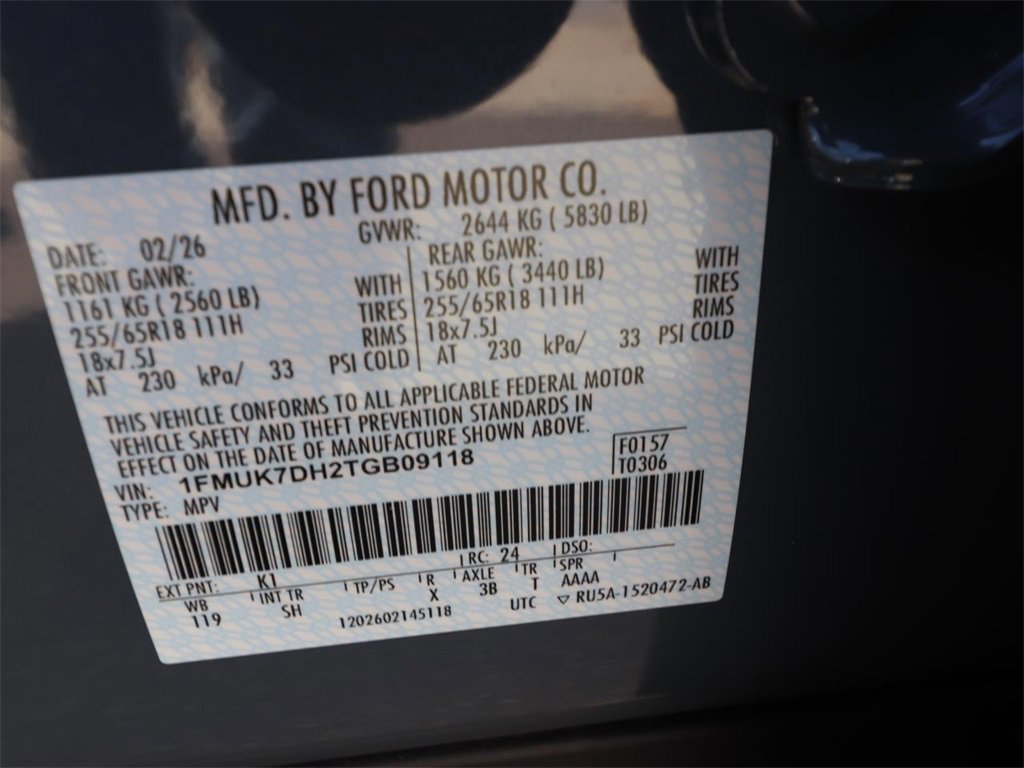 MFD. BY FORD MOTOR CO.
DATE: 02/26 GVWR: 2644 KG ( 5830 LB)
FRONT GAWR: REAR GAWR:
1161 KG ( 2560 LB) WITH 1560 KG ( 3440 LB) WITH
255/65R18 111H TIRES 255/65R18 111H TIRES
18x7.5J RIMS 18x7.5J RIMS
AT 230 kPa/ 33 PSI COLD AT 230 kPa/ 33 PSI COLD
THIS VEHICLE CONFORMS TO ALL APPLICABLE FEDERAL MOTOR
VEHICLE SAFETY AND THEFT PREVENTION STANDARDS IN
EFFECT ON THE DATE OF MANUFACTURE SHOWN ABOVE.
VIN: 1FMUK7DH2TGB09118 F0157
TYPE: MPV T0306
EXT PNT: K1 RC: 24 DSO:
WB INT TR TP/PS R AXLE TR SPR
119 SH X 3B T AAAA
1202602145118 UTC ▽ RU5A-1520472-AB